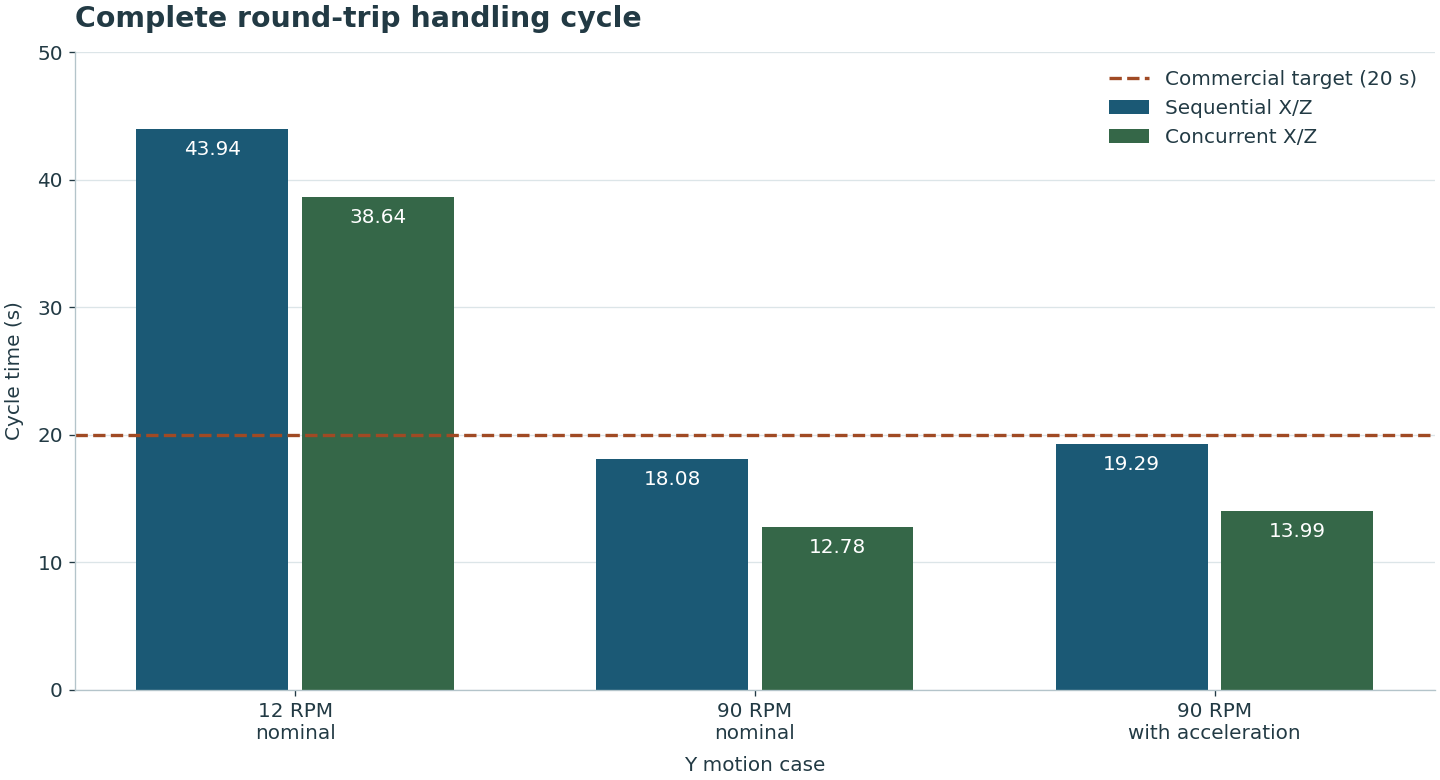 Complete round-trip handling cycle
50
40
30
20
10
0
Cycle time (s)
Commercial target (20 s)
Sequential X/Z
Concurrent X/Z
43.94
38.64
18.08
12.78
19.29
13.99
12 RPM
nominal
90 RPM
nominal
90 RPM
with acceleration
Y motion case